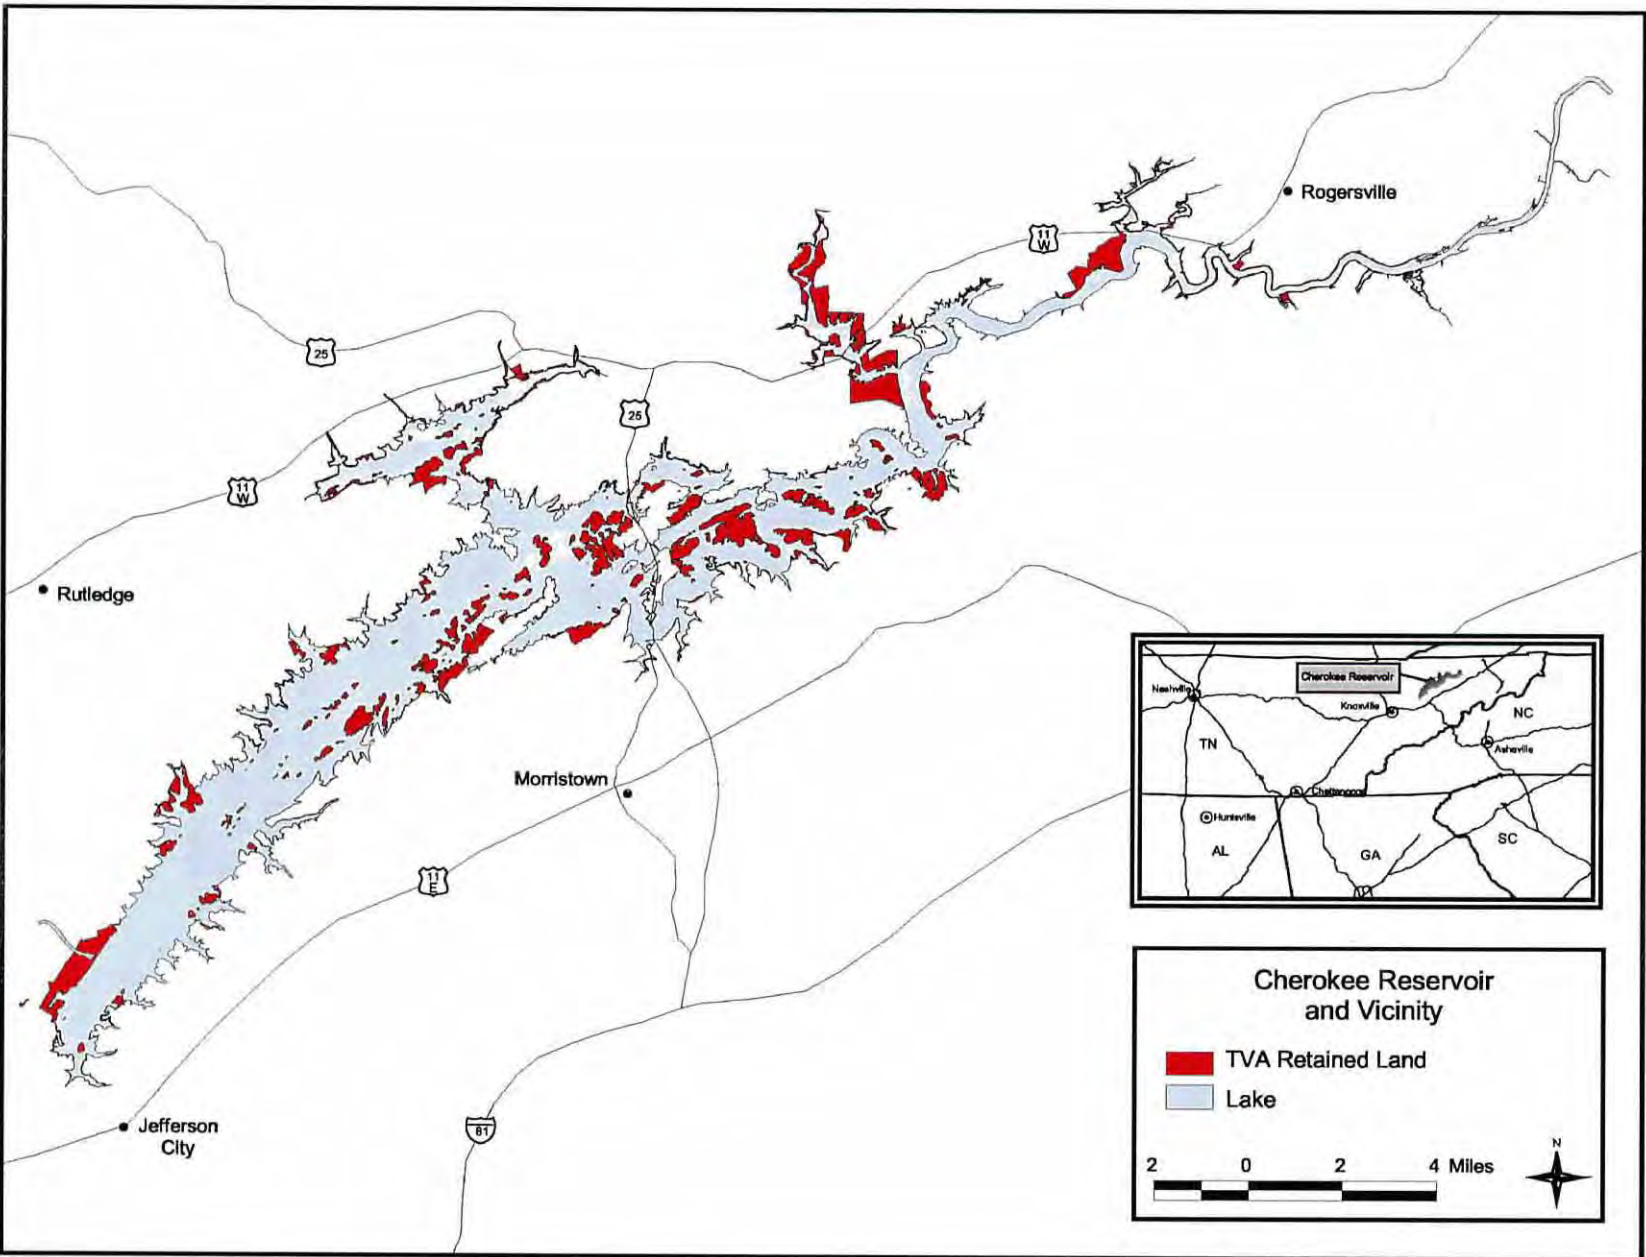 Rogersville
11
W
25
25
11
W
Rutledge
Cherokee Reservoir
Nashville
Knoxville
NC
TN
Asheville
Chattanooga
Huntsville
SC
AL
GA
Morristown
11
E
Cherokee Reservoir
and Vicinity
TVA Retained Land
Lake
Jefferson
City
81
N
2 0 2 4 Miles